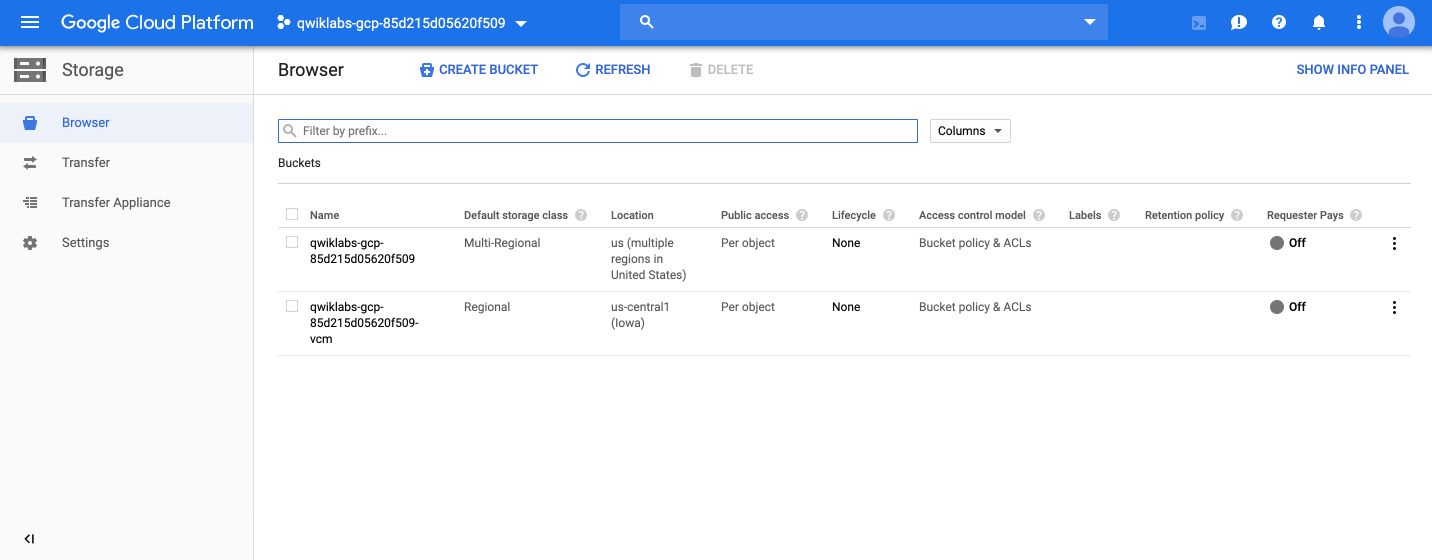 Google Cloud Platform
qwiklabs-gcp-85d215d05620f509
Storage
Browser
CREATE BUCKET
REFRESH
DELETE
SHOW INFO PANEL
Browser
Transfer
Transfer Appliance
Settings
Filter by prefix...
Columns
Buckets
Name Default storage class Location Public access Lifecycle Access control model Labels Retention policy Requester Pays
qwiklabs-gcp- Multi-Regional us (multiple Per object None Bucket policy & ACLs Off
85d215d05620f509 regions in
United States)
qwiklabs-gcp- Regional us-central1 Per object None Bucket policy & ACLs Off
85d215d05620f509- (Iowa)
vcm